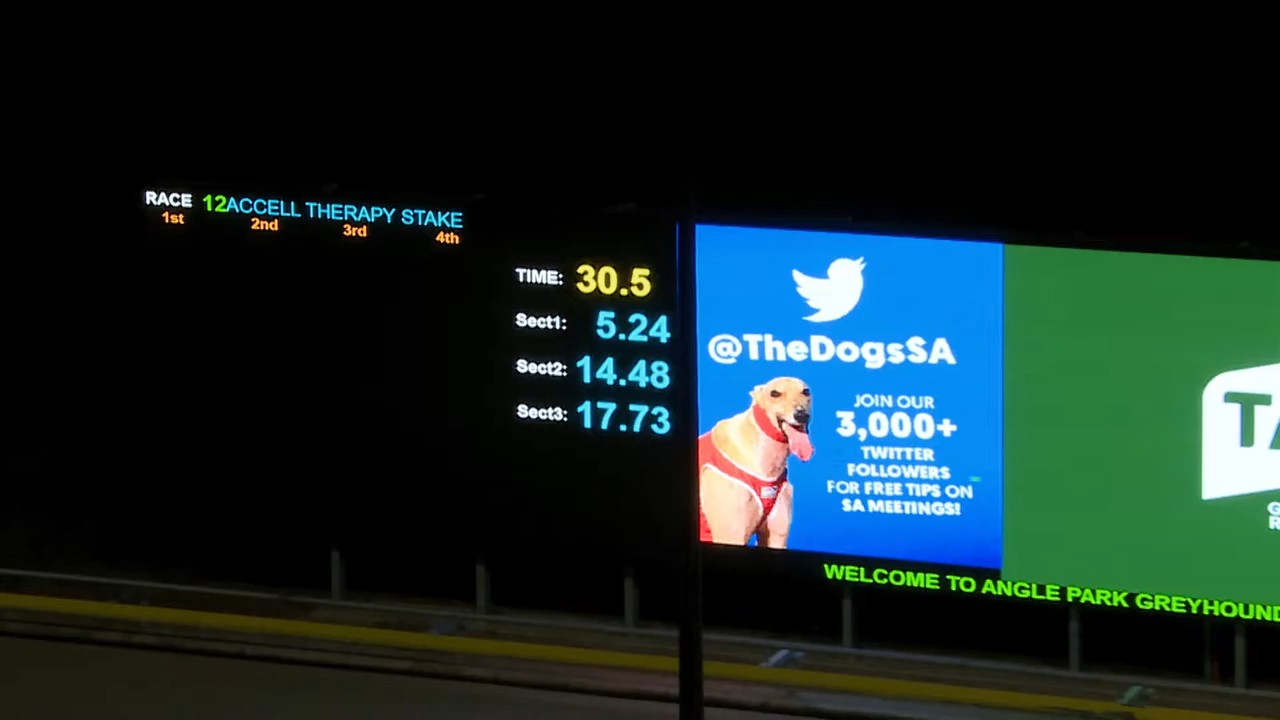 RACE 12ACCELL THERAPY STAKE
1st 2nd 3rd 4th
TIME: 30.5
Sect1: 5.24
Sect2: 14.48
Sect3: 17.73
@TheDogsSA
JOIN OUR
3,000+
TWITTER
FOLLOWERS
FOR FREE TIPS ON
SA MEETINGS!
WELCOME TO ANGLE PARK GREYHOUND